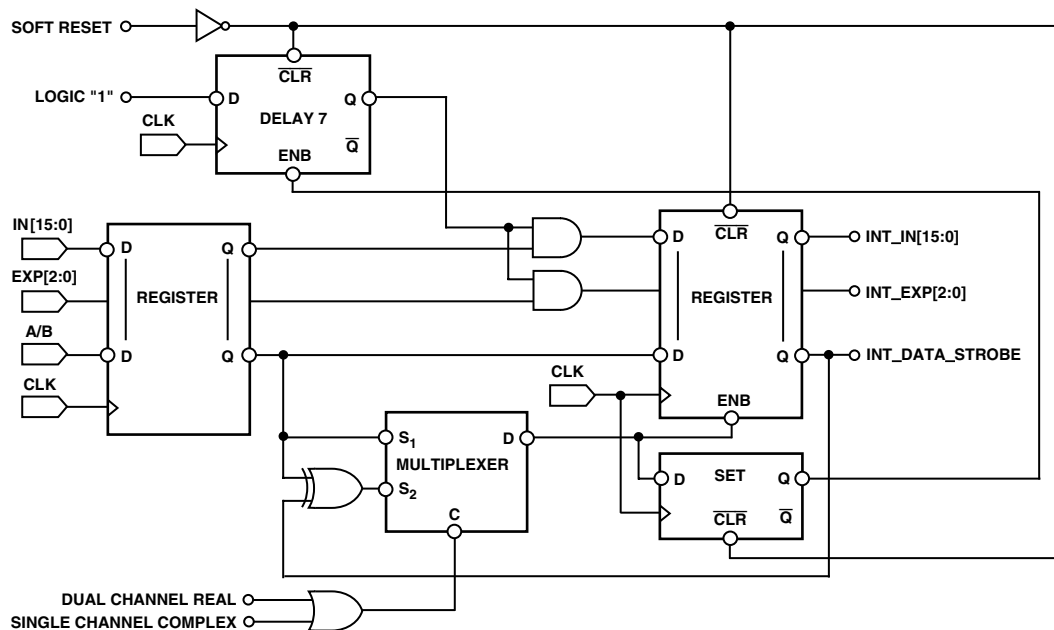 SOFT RESET
CLR
LOGIC "1"
D
Q
CLK
DELAY 7
Q
ENB
IN[15:0]
D
Q
D
CLR
Q
INT_IN[15:0]
EXP[2:0]
REGISTER
REGISTER
INT_EXP[2:0]
A/B
D
Q
D
Q
INT_DATA_STROBE
CLK
CLK
ENB
S1
D
MULTIPLEXER
S2
C
D
SET
Q
CLR
Q
DUAL CHANNEL REAL
SINGLE CHANNEL COMPLEX